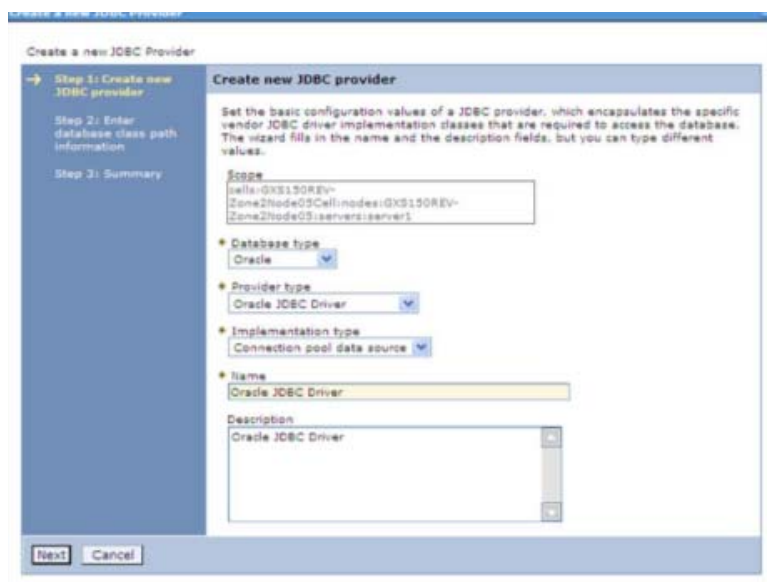 Create a new JDBC Provider
Create a new JDBC Provider
Step 1: Create new
JDBC provider
Step 2: Enter
database class path
information
Step 3: Summary
Create new JDBC provider
Set the basic configuration values of a JDBC provider, which encapsulates the specific
vendor JDBC driver implementation classes that are required to access the database.
The wizard fills in the name and the description fields, but you can type different
values.
Scope
cells:GXS150REV-
Zone2Node05Cell:nodes:GXS150REV-
Zone2Node05:servers:server1
Database type
Oracle
Provider type
Oracle JDBC Driver
Implementation type
Connection pool data source
Name
Oracle JDBC Driver
Description
Oracle JDBC Driver
Next Cancel